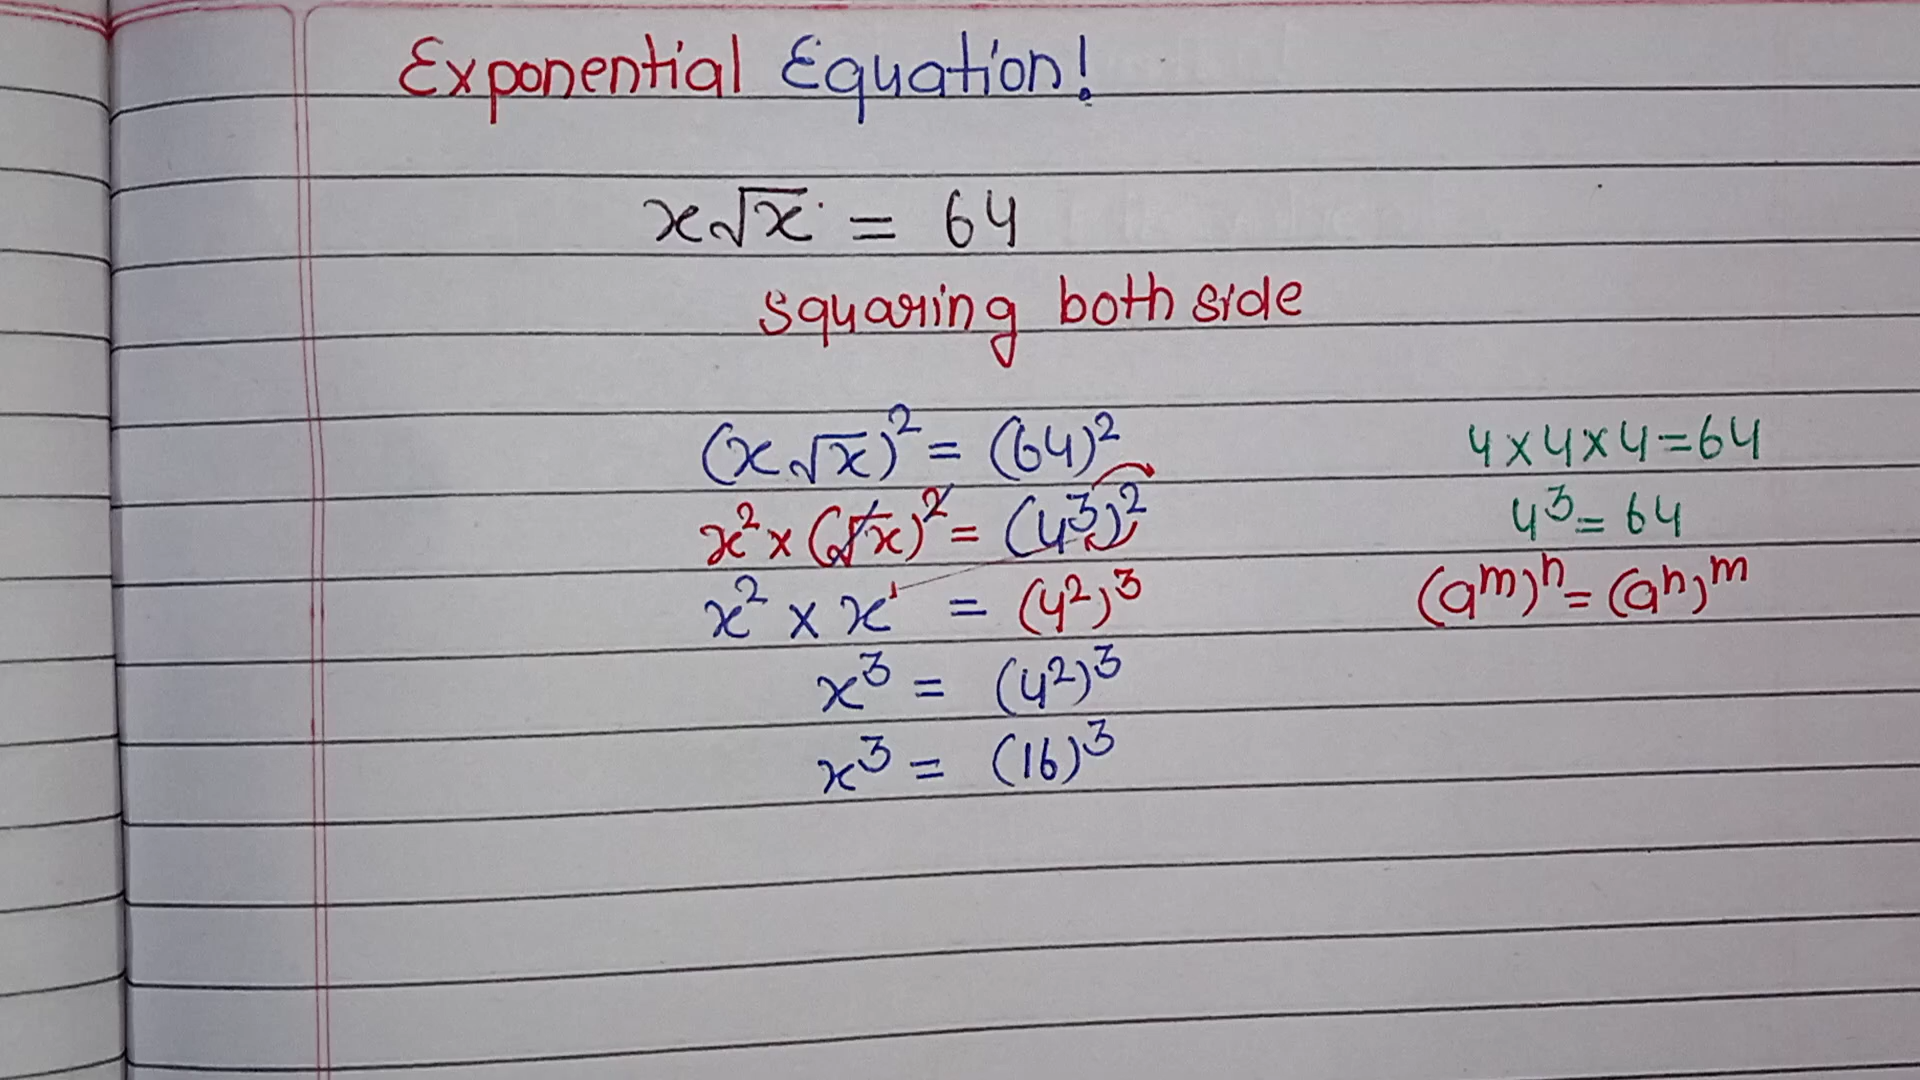 Exponential Equation!
x√x = 64
squaring both side
(x√x)² = (64)²
4×4×4=64
x² × (√x)² = (4³)²
4³ = 64
x² × x¹ = (4²)³
(aᵐ)ⁿ = (aⁿ)ᵐ
x³ = (4²)³
x³ = (16)³